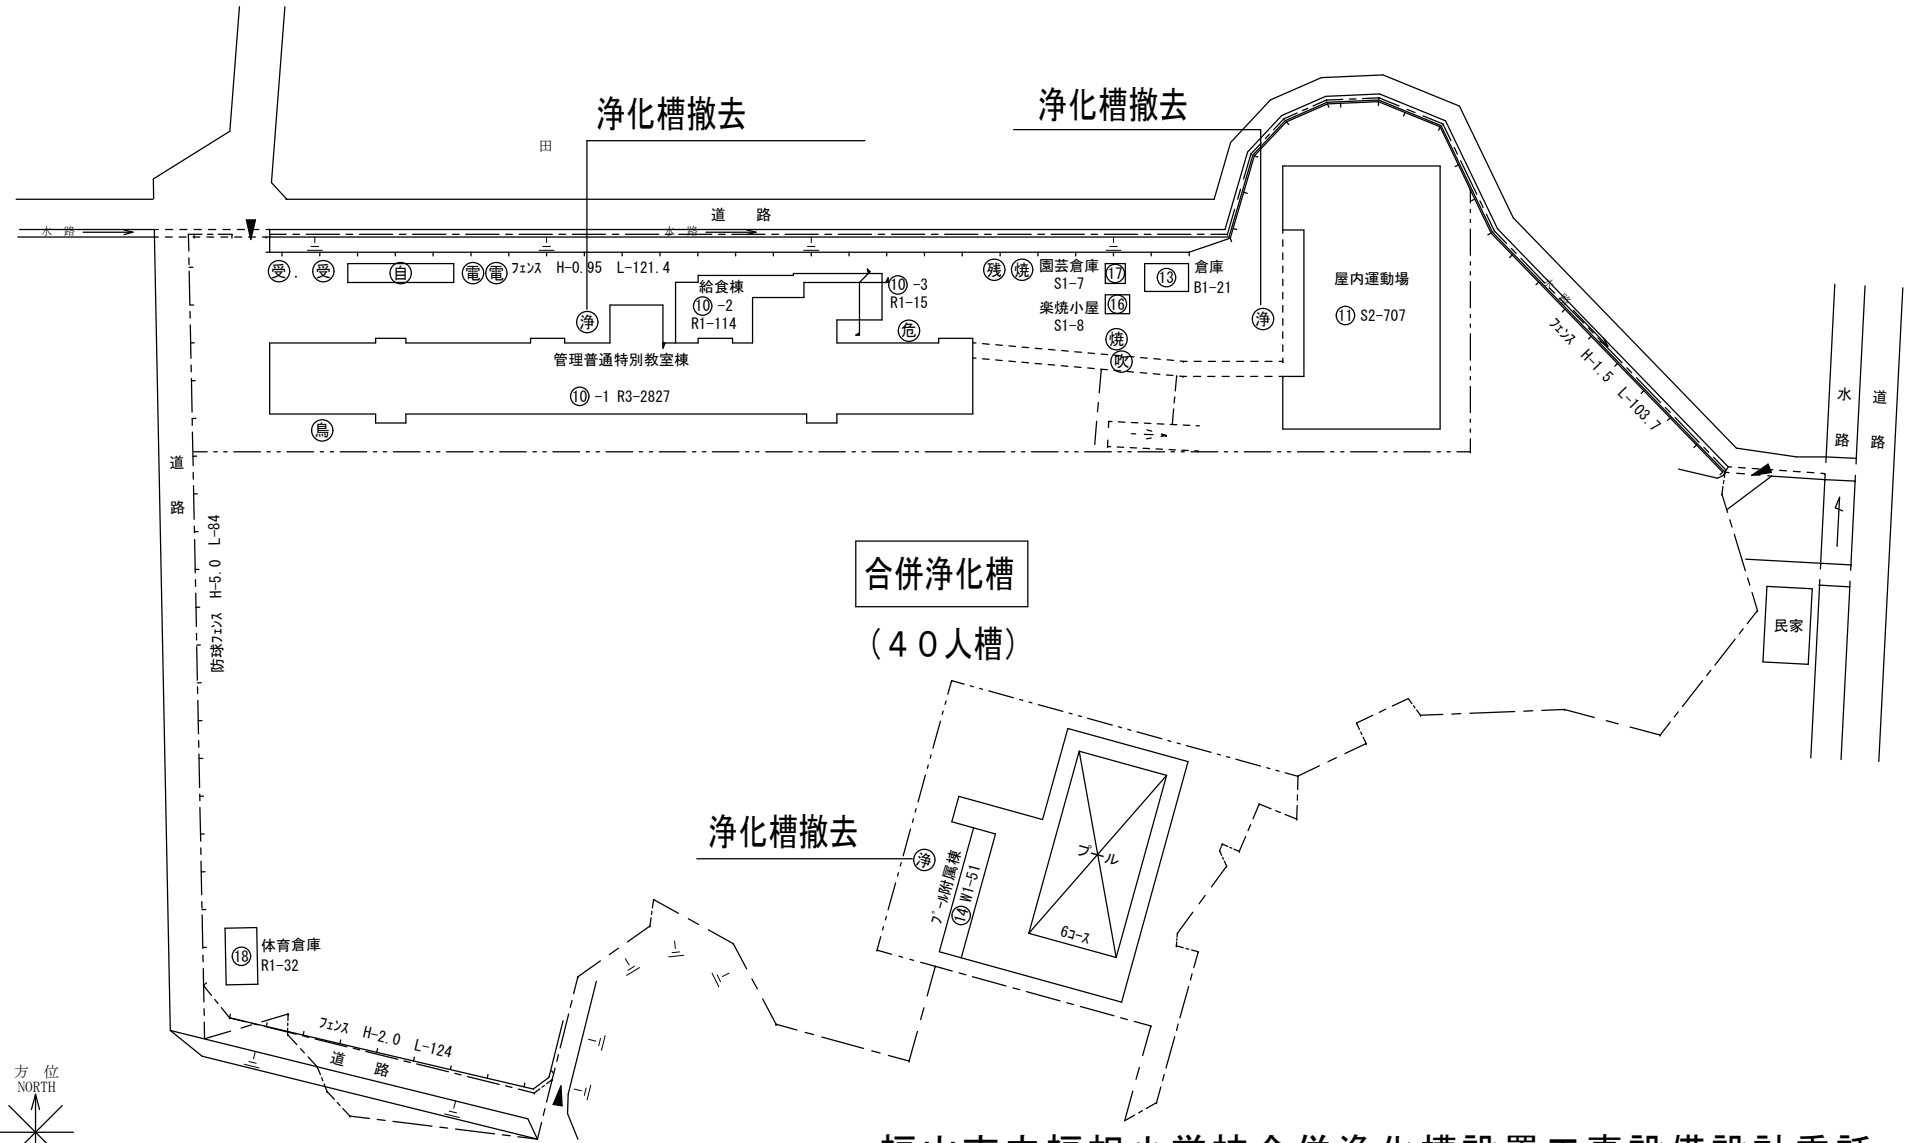 浄化槽撤去
浄化槽撤去
田
道 路
水 路
水 路
受. 受
自
電電
フェンス H-0.95 L-121.4
給食棟
⑩-2
R1-114
⑩-3
R1-15
残 焼
園芸倉庫
S1-7
⑰
⑬
倉庫
B1-21
楽焼小屋
S1-8
⑯
浄
危
焼
吹
浄
屋内運動場
⑪ S2-707
水 路
フェンス H-1.5 L-103.7
管理普通特別教室棟
⑩-1 R3-2827
鳥
道 路
水 路
道 路
防球フェンス H-5.0 L-84
合併浄化槽
(40人槽)
民家
浄化槽撤去
浄
プール附属棟
⑭ W1-51
プール
6コース
⑱
体育倉庫
R1-32
フェンス H-2.0 L-124
道 路
方 位
NORTH